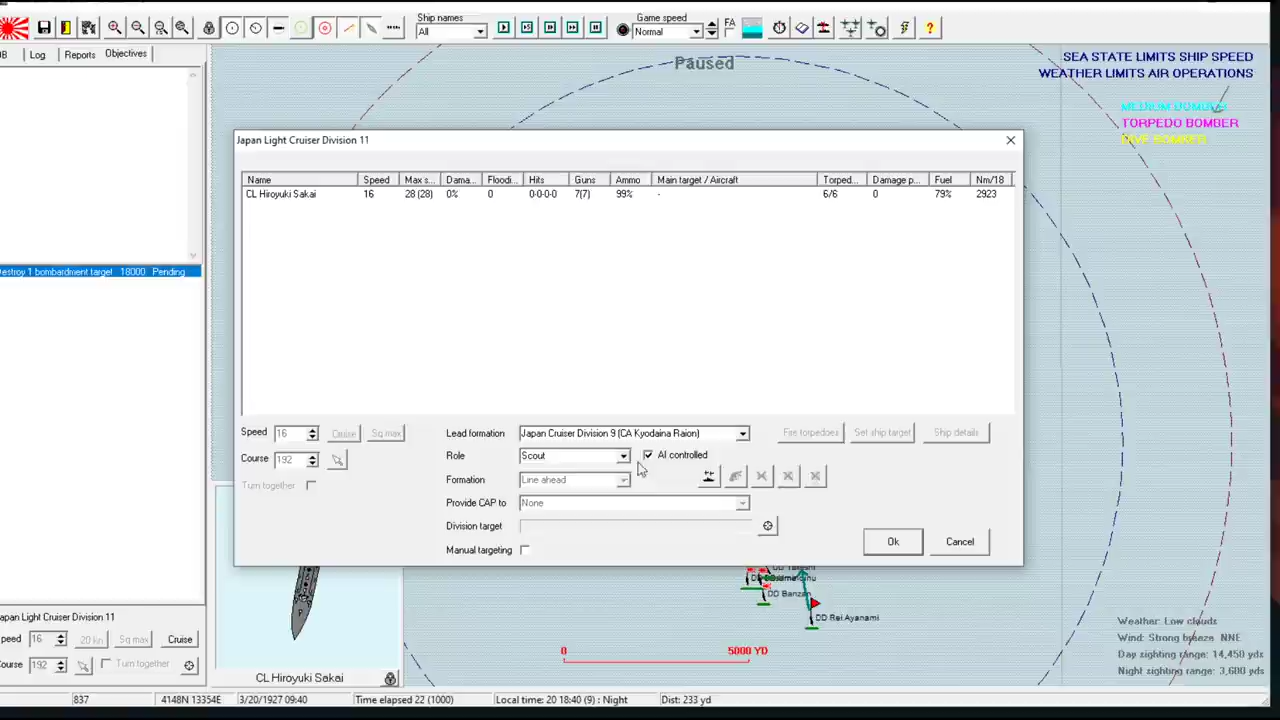 Ship names
Game speed
All
Normal
FA
Log
Reports
Objectives
Paused
SEA STATE LIMITS SHIP SPEED
WEATHER LIMITS AIR OPERATIONS
MEDIUM BOMBER
TORPEDO BOMBER
DIVE BOMBER
Japan Light Cruiser Division 11
Name Speed Max s... Dama... Floodi... Hits Guns Ammo Main target / Aircraft Torped... Damage p... Fuel Nm/18
CL Hiroyuki Sakai 16 28 (28) 0% 0 0-0-0-0 7(7) 99% - 6/6 0 79% 2923
estroy 1 bombardment target 18000 Pending
Speed 16 Cruise Sq max
Course 192
Turn together
Lead formation Japan Cruiser Division 9 (CA Kyodaina Raion)
Role Scout AI controlled
Formation Line ahead
Provide CAP to None
Division target
Manual targeting
Fire torpedoes Set ship target Ship details
Ok Cancel
DD Banzan
DD Rei Ayanami
0 5000 YD
Weather: Low clouds
Wind: Strong breeze NNE
Day sighting range: 14,450 yds
Night sighting range: 3,600 yds
apan Light Cruiser Division 11
peed 16 20 kn Sq max Cruise
ourse 192 Turn together
CL Hiroyuki Sakai
837 4148N 13354E 3/20/1927 09:40 Time elapsed 22 (1000) Local time: 20 18:40 (9) : Night Dist: 233 yd